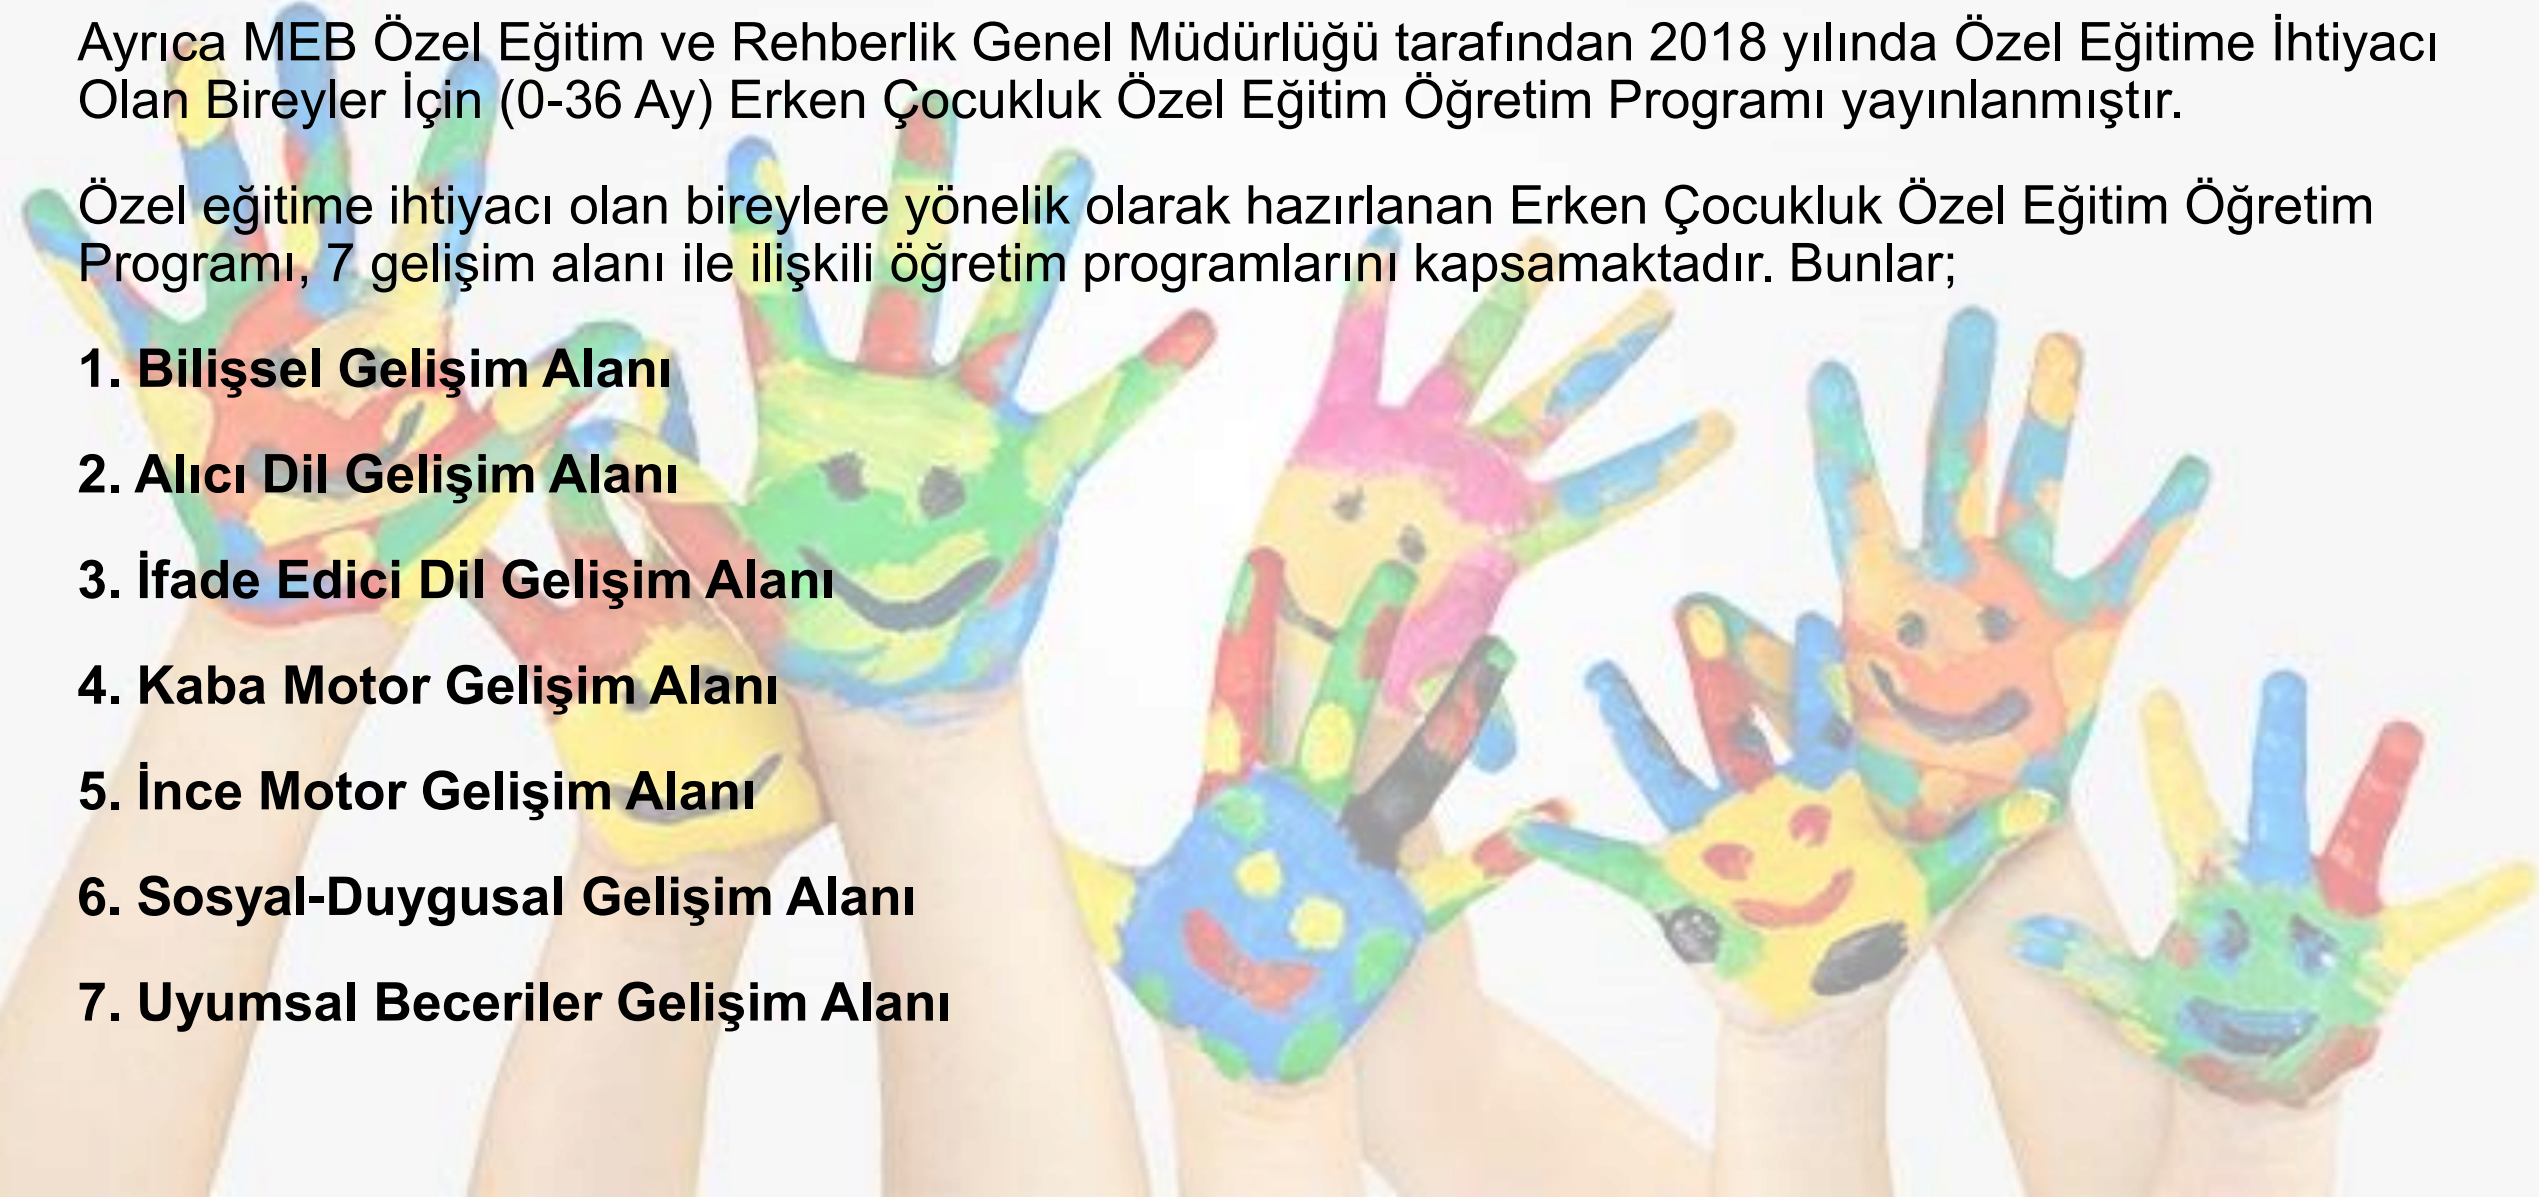 Ayrıca MEB Özel Eğitim ve Rehberlik Genel Müdürlüğü tarafından 2018 yılında Özel Eğitime İhtiyacı
Olan Bireyler İçin (0-36 Ay) Erken Çocukluk Özel Eğitim Öğretim Programı yayınlanmıştır.
Özel eğitime ihtiyacı olan bireylere yönelik olarak hazırlanan Erken Çocukluk Özel Eğitim Öğretim
Programı, 7 gelişim alanı ile ilişkili öğretim programlarını kapsamaktadır. Bunlar;
1. Bilişsel Gelişim Alanı
2. Alıcı Dil Gelişim Alanı
3. İfade Edici Dil Gelişim Alanı
4. Kaba Motor Gelişim Alanı
5. İnce Motor Gelişim Alanı
6. Sosyal-Duygusal Gelişim Alanı
7. Uyumsal Beceriler Gelişim Alanı